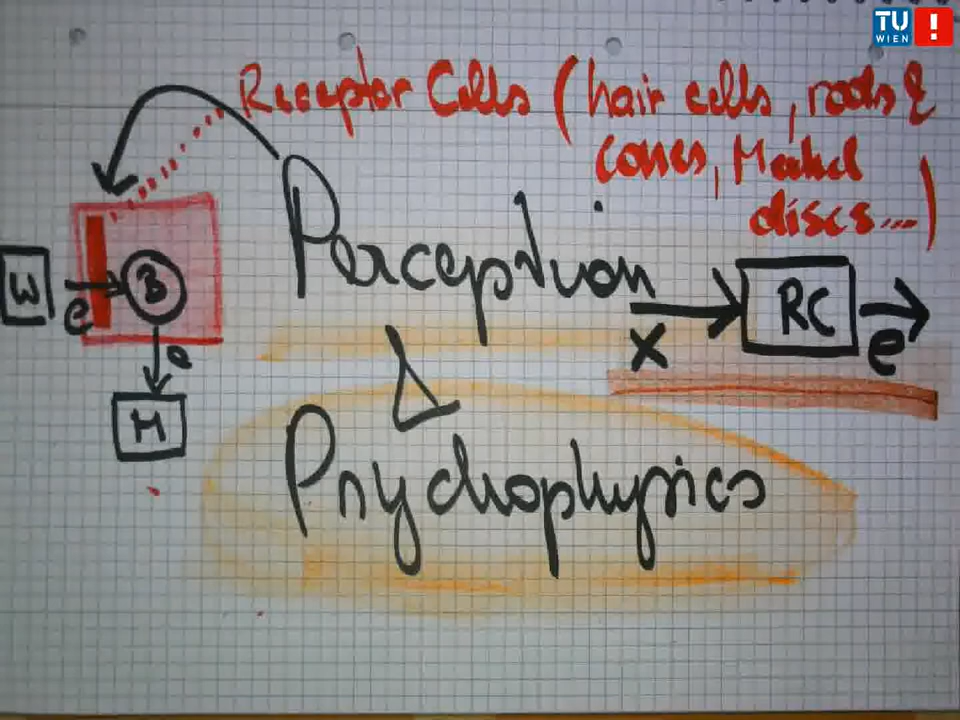 TU
WIEN
!
Receptor Cells (hair cells, rods &
cones, Merkel
discs...)
Perception
W
e
B
e
M
x
RC
e
&
Psychophysics